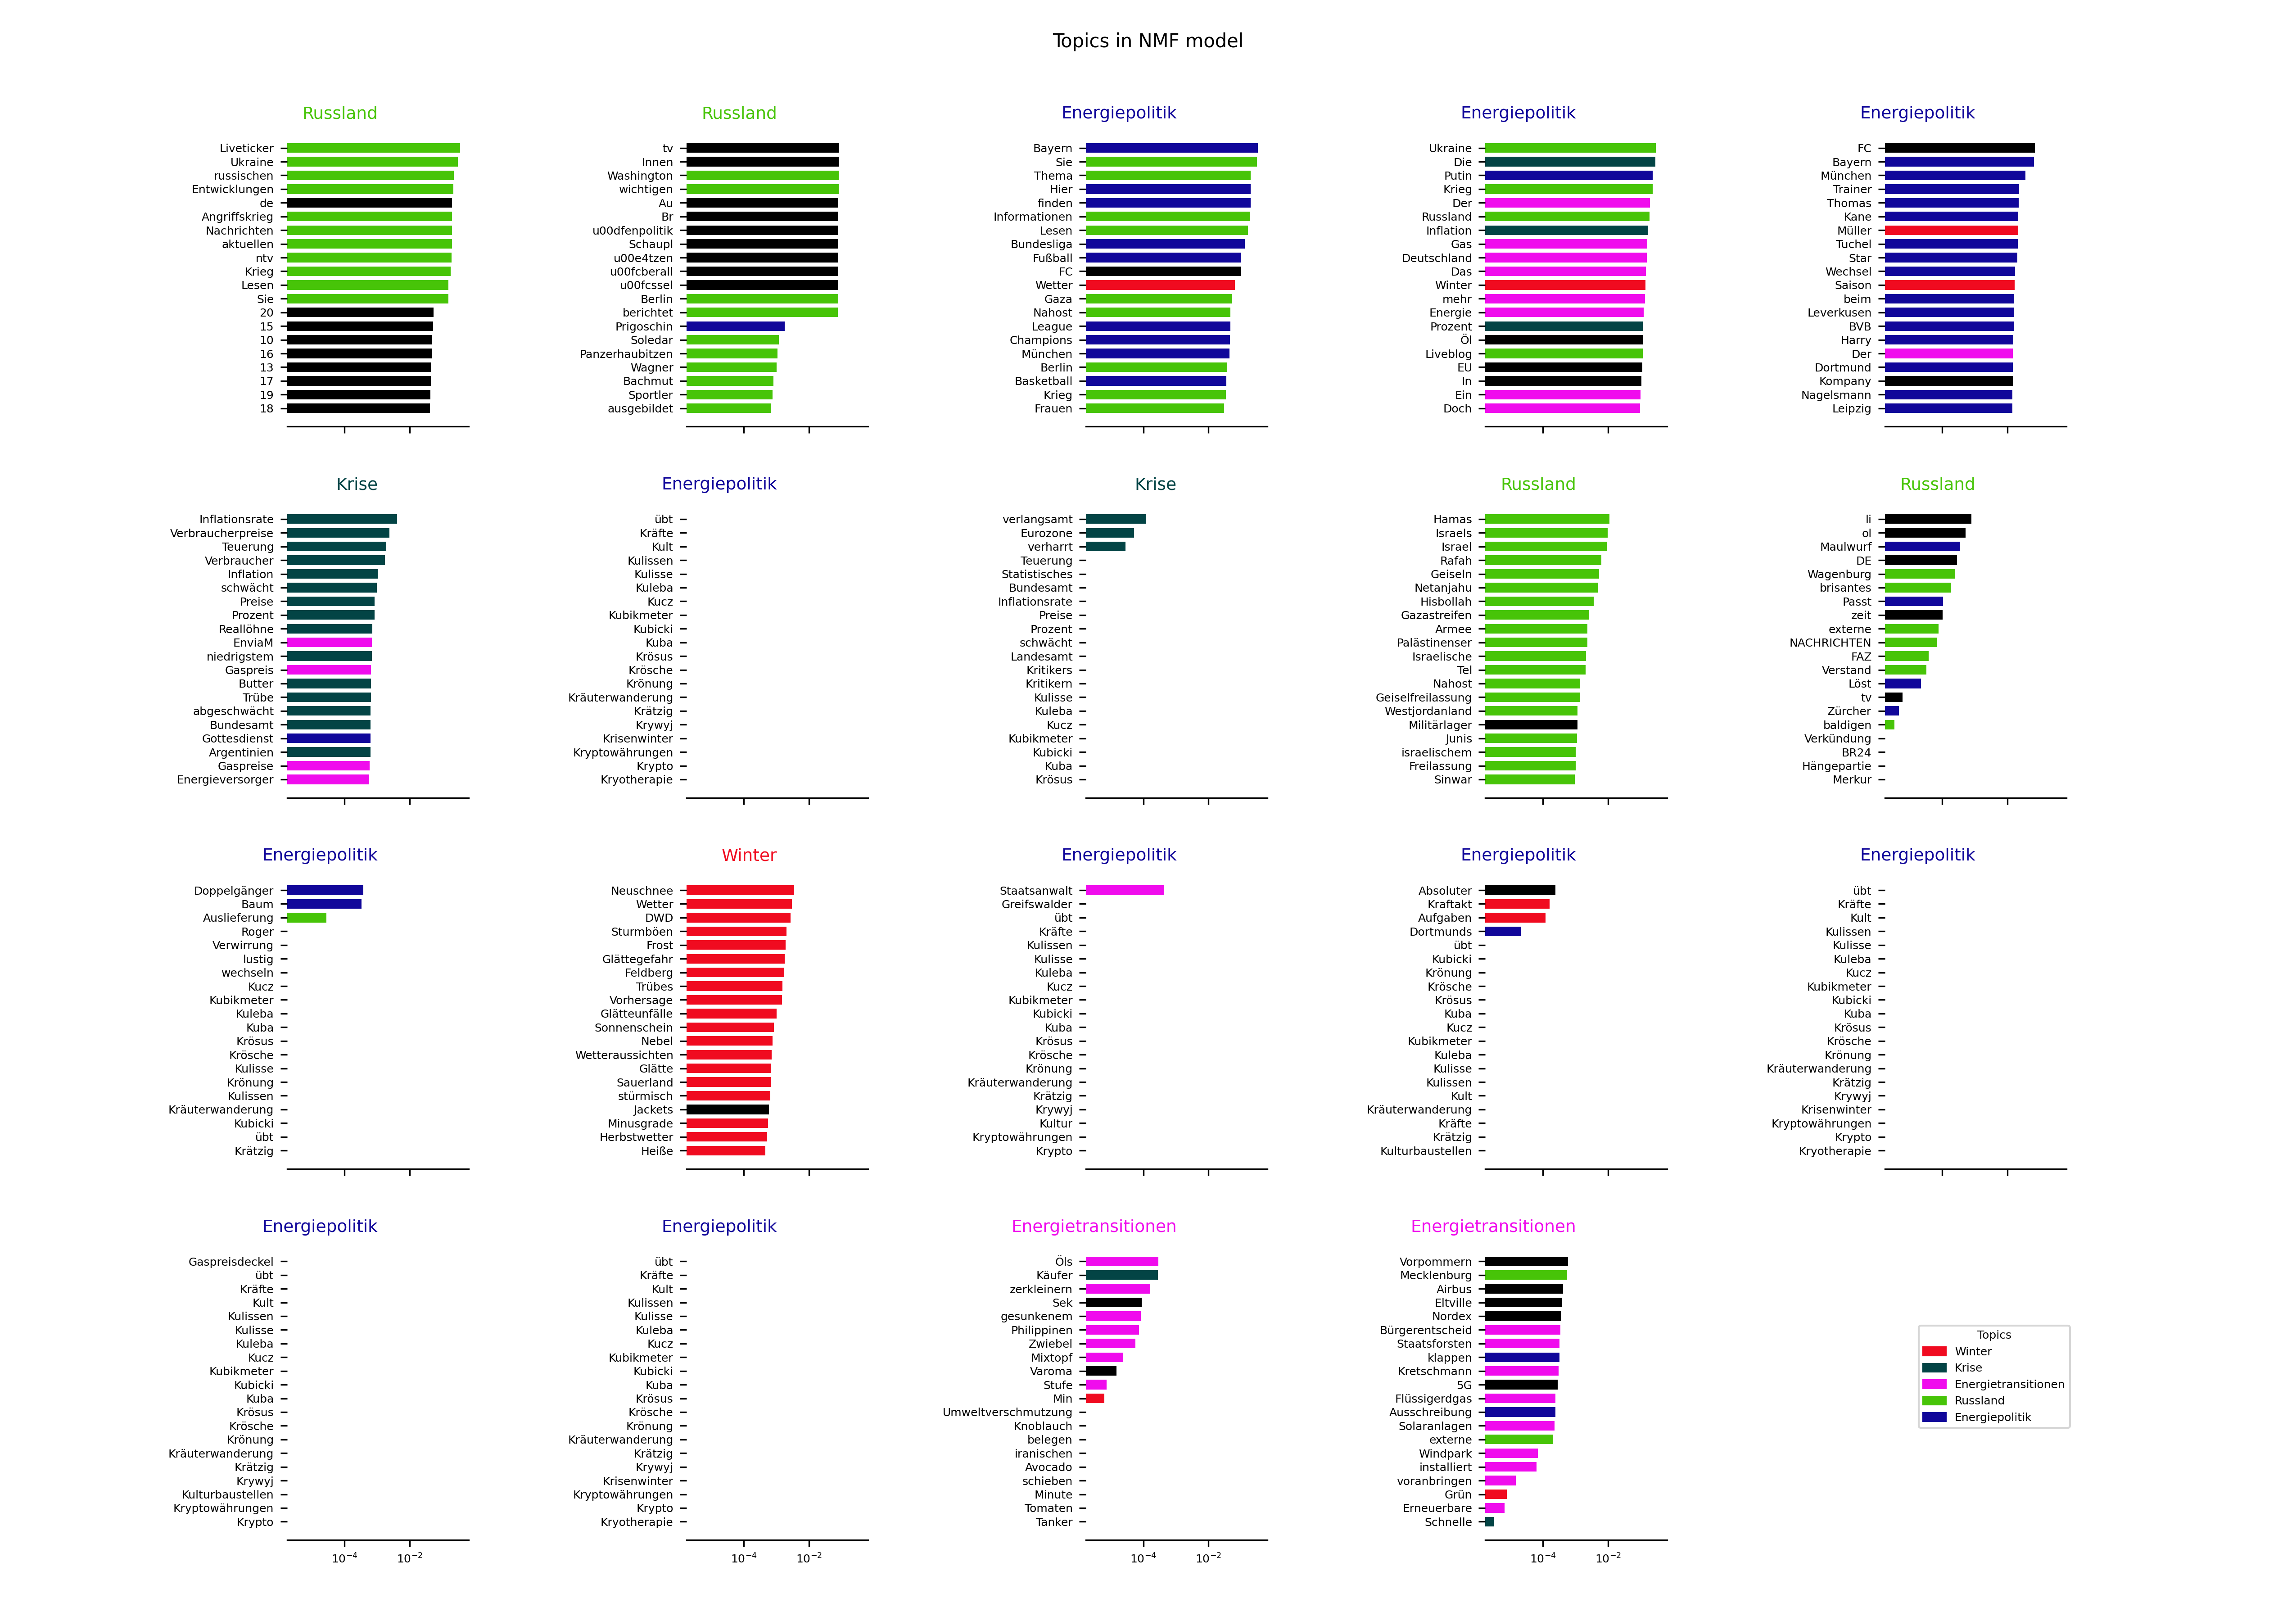 Topics in NMF model
Russland
Liveticker
Ukraine
russischen
Entwicklungen
de
Angriffskrieg
Nachrichten
aktuellen
ntv
Krieg
Lesen
Sie
20
15
10
16
13
17
19
18
Russland
tv
Innen
Washington
wichtigen
Au
Br
u00dfenpolitik
Schaupl
u00e4tzen
u00fcberall
u00fcssel
Berlin
berichtet
Prigoschin
Soledar
Panzerhaubitzen
Wagner
Bachmut
Sportler
ausgebildet
Energiepolitik
Bayern
Sie
Thema
Hier
finden
Informationen
Lesen
Bundesliga
Fußball
FC
Wetter
Gaza
Nahost
League
Champions
München
Berlin
Basketball
Krieg
Frauen
Energiepolitik
Ukraine
Die
Putin
Krieg
Der
Russland
Inflation
Gas
Deutschland
Das
Winter
mehr
Energie
Prozent
Öl
Liveblog
EU
In
Ein
Doch
Energiepolitik
FC
Bayern
München
Trainer
Thomas
Kane
Müller
Tuchel
Star
Wechsel
Saison
beim
Leverkusen
BVB
Harry
Der
Dortmund
Kompany
Nagelsmann
Leipzig
Krise
Inflationsrate
Verbraucherpreise
Teuerung
Verbraucher
Inflation
schwächt
Preise
Prozent
Reallöhne
EnviaM
niedrigstem
Gaspreis
Butter
Trübe
abgeschwächt
Bundesamt
Gottesdienst
Argentinien
Gaspreise
Energieversorger
Energiepolitik
übt
Kräfte
Kult
Kulissen
Kulisse
Kuleba
Kucz
Kubikmeter
Kubicki
Kuba
Krösus
Krösche
Krönung
Kräuterwanderung
Krätzig
Krywyj
Krisenwinter
Kryptowährungen
Krypto
Kryotherapie
Krise
verlangsamt
Eurozone
verharrt
Teuerung
Statistisches
Bundesamt
Inflationsrate
Preise
Prozent
schwächt
Landesamt
Kritikers
Kritikern
Kulisse
Kuleba
Kucz
Kubikmeter
Kubicki
Kuba
Krösus
Russland
Hamas
Israels
Israel
Rafah
Geiseln
Netanjahu
Hisbollah
Gazastreifen
Armee
Palästinenser
Israelische
Tel
Nahost
Geiselfreilassung
Westjordanland
Militärlager
Junis
israelischem
Freilassung
Sinwar
Russland
li
ol
Maulwurf
DE
Wagenburg
brisantes
Passt
zeit
externe
NACHRICHTEN
FAZ
Verstand
Löst
tv
Zürcher
baldigen
Verkündung
BR24
Hängepartie
Merkur
Energiepolitik
Doppelgänger
Baum
Auslieferung
Roger
Verwirrung
lustig
wechseln
Kucz
Kubikmeter
Kuleba
Kuba
Krösus
Krösche
Kulisse
Krönung
Kulissen
Kräuterwanderung
Kubicki
übt
Krätzig
Winter
Neuschnee
Wetter
DWD
Sturmböen
Frost
Glättegefahr
Feldberg
Trübes
Vorhersage
Glätteunfälle
Sonnenschein
Nebel
Wetteraussichten
Glätte
Sauerland
stürmisch
Jackets
Minusgrade
Herbstwetter
Heiße
Energiepolitik
Staatsanwalt
Greifswalder
übt
Kräfte
Kulissen
Kulisse
Kuleba
Kucz
Kubikmeter
Kubicki
Kuba
Krösus
Krösche
Krönung
Kräuterwanderung
Krätzig
Krywyj
Kultur
Kryptowährungen
Krypto
Energiepolitik
Absoluter
Kraftakt
Aufgaben
Dortmunds
übt
Kubicki
Krönung
Krösche
Krösus
Kuba
Kucz
Kubikmeter
Kuleba
Kulisse
Kulissen
Kult
Kräuterwanderung
Kräfte
Krätzig
Kulturbaustellen
Energiepolitik
übt
Kräfte
Kult
Kulissen
Kulisse
Kuleba
Kucz
Kubikmeter
Kubicki
Kuba
Krösus
Krösche
Krönung
Kräuterwanderung
Krätzig
Krywyj
Krisenwinter
Kryptowährungen
Krypto
Kryotherapie
Energiepolitik
Gaspreisdeckel
übt
Kräfte
Kult
Kulissen
Kulisse
Kuleba
Kucz
Kubikmeter
Kubicki
Kuba
Krösus
Krösche
Krönung
Kräuterwanderung
Krätzig
Krywyj
Kulturbaustellen
Kryptowährungen
Krypto
10⁻⁴ 10⁻²
Energiepolitik
übt
Kräfte
Kult
Kulissen
Kulisse
Kuleba
Kucz
Kubikmeter
Kubicki
Kuba
Krösus
Krösche
Krönung
Kräuterwanderung
Krätzig
Krywyj
Krisenwinter
Kryptowährungen
Krypto
Kryotherapie
10⁻⁴ 10⁻²
Energietransitionen
Öls
Käufer
zerkleinern
Sek
gesunkenem
Philippinen
Zwiebel
Mixtopf
Varoma
Stufe
Min
Umweltverschmutzung
Knoblauch
belegen
iranischen
Avocado
schieben
Minute
Tomaten
Tanker
10⁻⁴ 10⁻²
Energietransitionen
Vorpommern
Mecklenburg
Airbus
Eltville
Nordex
Bürgerentscheid
Staatsforsten
klappen
Kretschmann
5G
Flüssigerdgas
Ausschreibung
Solaranlagen
externe
Windpark
installiert
voranbringen
Grün
Erneuerbare
Schnelle
10⁻⁴ 10⁻²
Topics
Winter
Krise
Energietransitionen
Russland
Energiepolitik